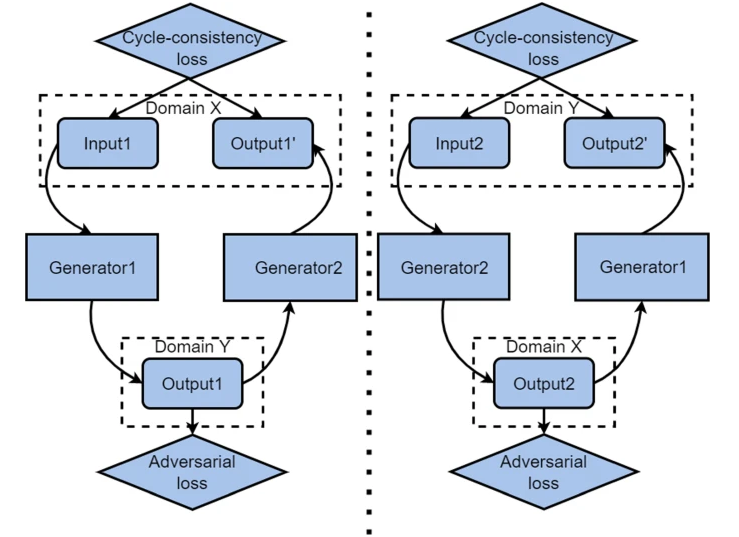 Cycle-consistency
loss
Domain X
Input1
Output1'
Generator1
Generator2
Domain Y
Output1
Adversarial
loss
Cycle-consistency
loss
Domain Y
Input2
Output2'
Generator2
Generator1
Domain X
Output2
Adversarial
loss